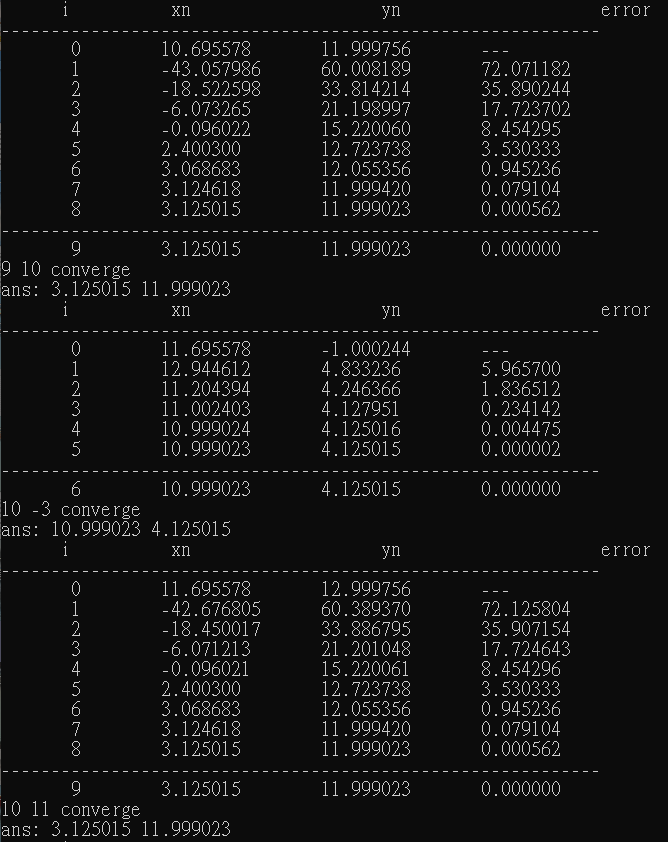 i xn yn error
------------------------------------------------------------
0 10.695578 11.999756 ---
1 -43.057986 60.008189 72.071182
2 -18.522598 33.814214 35.890244
3 -6.073265 21.198997 17.723702
4 -0.096022 15.220060 8.454295
5 2.400300 12.723738 3.530333
6 3.068683 12.055356 0.945236
7 3.124618 11.999420 0.079104
8 3.125015 11.999023 0.000562
------------------------------------------------------------
9 3.125015 11.999023 0.000000
9 10 converge
ans: 3.125015 11.999023
i xn yn error
------------------------------------------------------------
0 11.695578 -1.000244 ---
1 12.944612 4.833236 5.965700
2 11.204394 4.246366 1.836512
3 11.002403 4.127951 0.234142
4 10.999024 4.125016 0.004475
5 10.999023 4.125015 0.000002
------------------------------------------------------------
6 10.999023 4.125015 0.000000
10 -3 converge
ans: 10.999023 4.125015
i xn yn error
------------------------------------------------------------
0 11.695578 12.999756 ---
1 -42.676805 60.389370 72.125804
2 -18.450017 33.886795 35.907154
3 -6.071213 21.201048 17.724643
4 -0.096021 15.220061 8.454296
5 2.400300 12.723738 3.530333
6 3.068683 12.055356 0.945236
7 3.124618 11.999420 0.079104
8 3.125015 11.999023 0.000562
------------------------------------------------------------
9 3.125015 11.999023 0.000000
10 11 converge
ans: 3.125015 11.999023